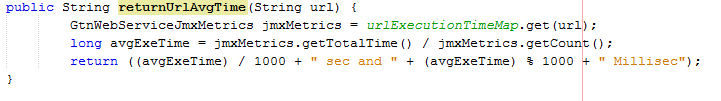 public String returnUrlAvgTime(String url) {
GtnWebServiceJmxMetrics jmxMetrics = urlExecutionTimeMap.get(url);
long avgExeTime = jmxMetrics.getTotalTime() / jmxMetrics.getCount();
return ((avgExeTime) / 1000 + " sec and " + (avgExeTime) % 1000 + " Millisec");
}